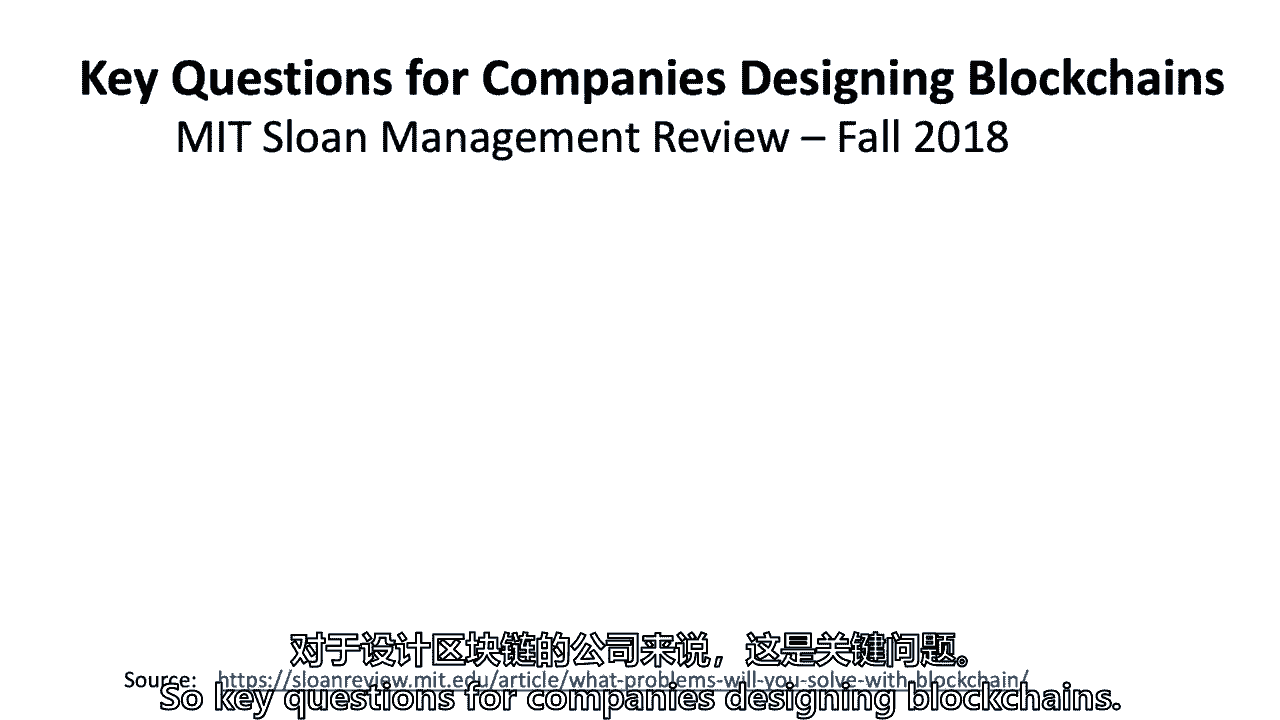 Key Questions for Companies Designing Blockchains
MIT Sloan Management Review – Fall 2018
对于设计区块链的公司来说，这是关键问题。
Source: https://sloanreview.mit.edu/article/what-problems-will-you-solve-with-blockchain/
So key questions for companies designing blockchains.